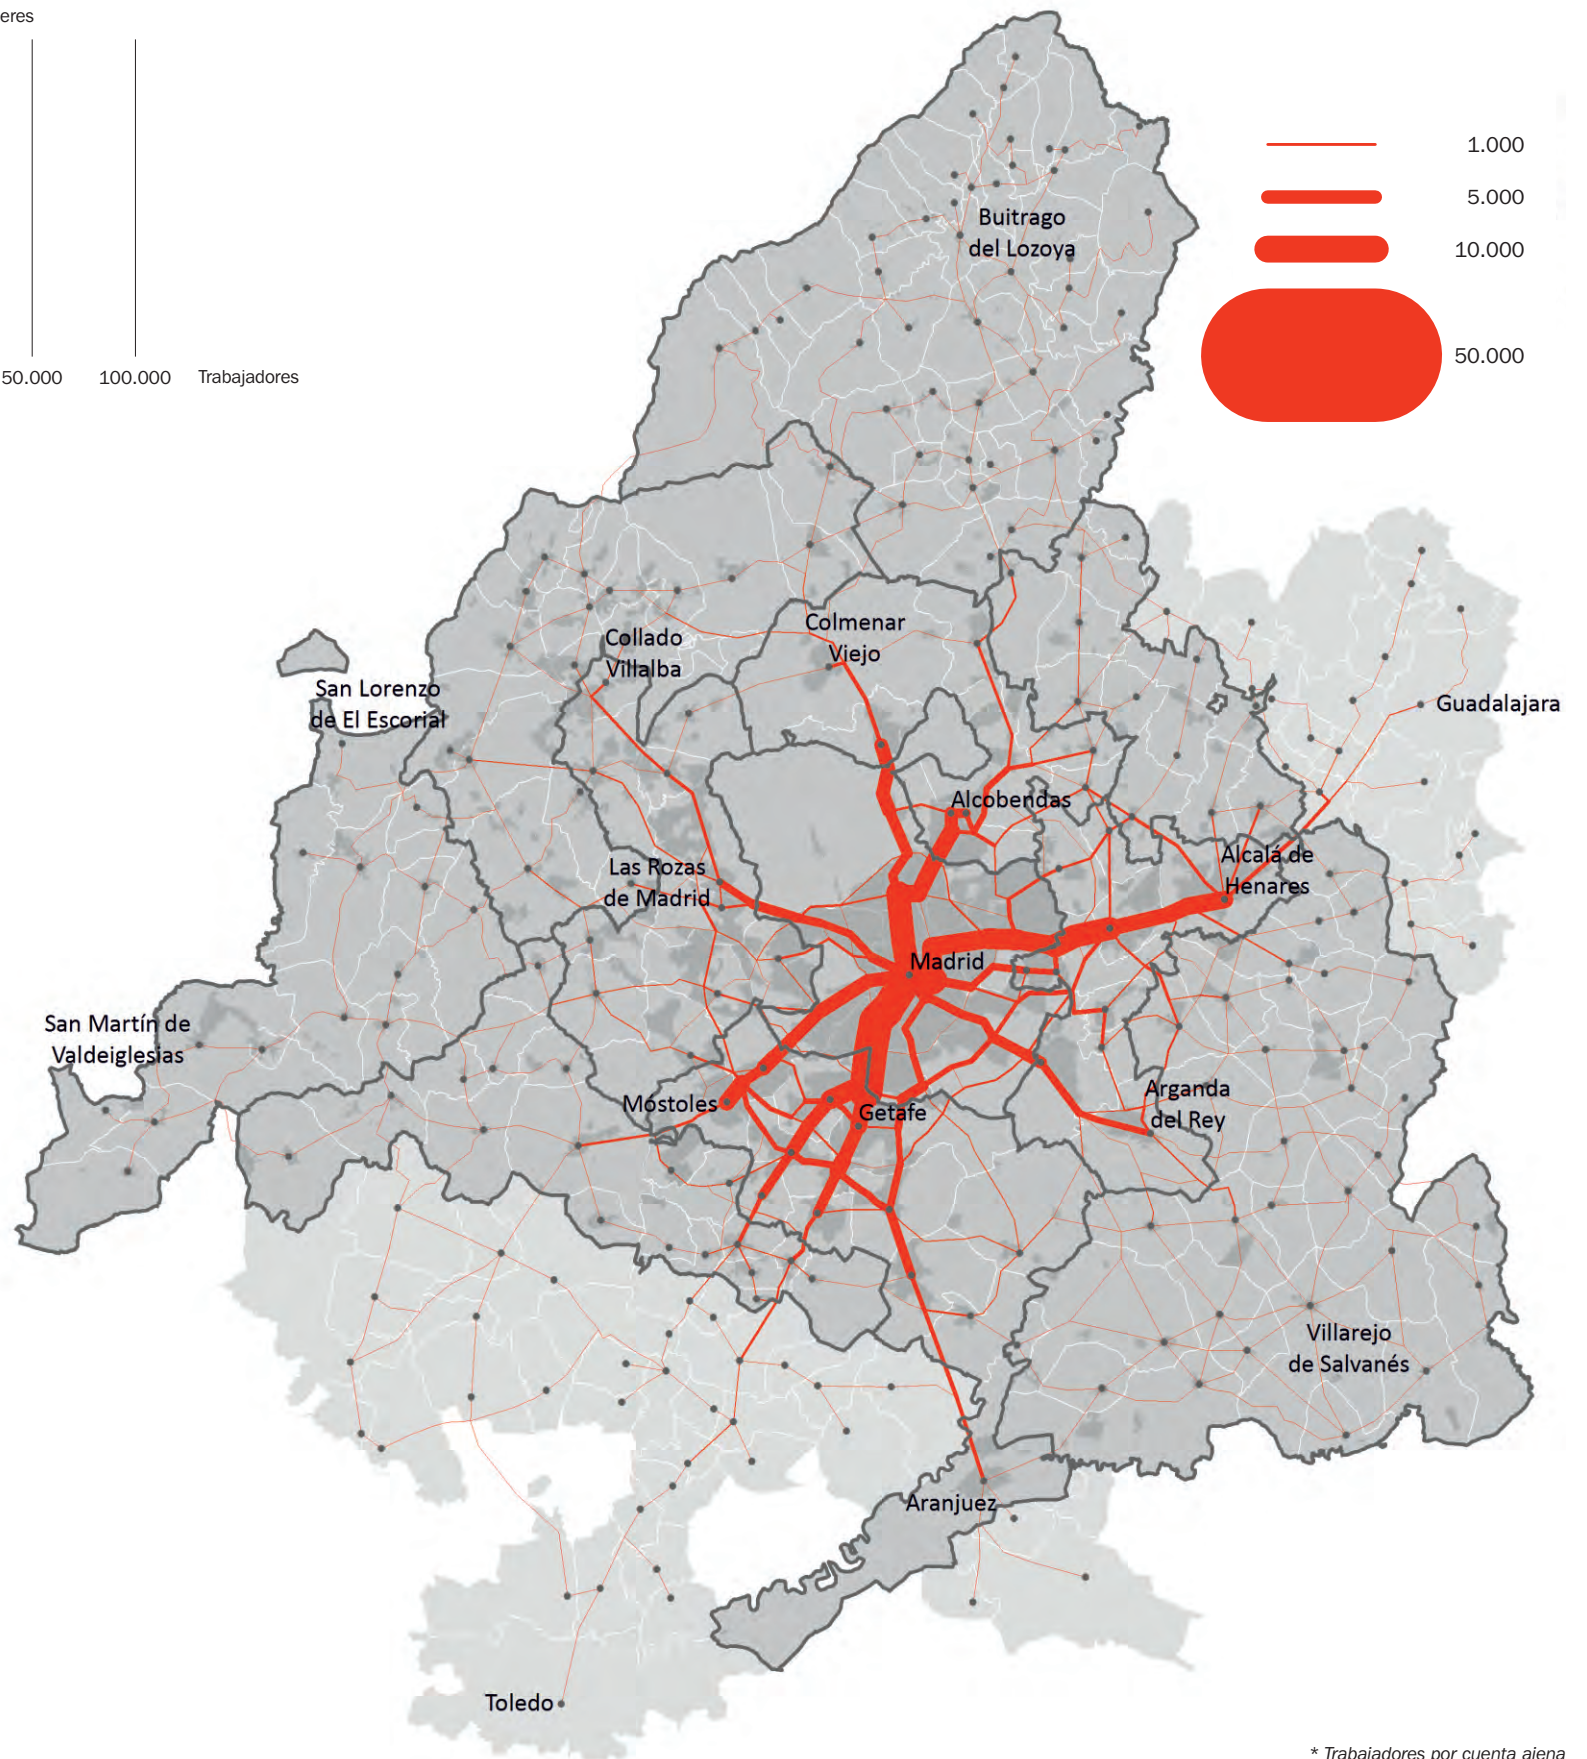 eres
50.000
100.000
Trabajadores
1.000
5.000
10.000
50.000
Buitrago
del Lozoya
Colmenar
Viejo
Collado
Villalba
San Lorenzo
de El Escorial
Guadalajara
Alcobendas
Las Rozas
de Madrid
Alcalá de
Henares
Madrid
San Martín de
Valdeiglesias
Móstoles
Getafe
Arganda
del Rey
Villarejo
de Salvanés
Aranjuez
Toledo
* Trabajadores por cuenta ajena